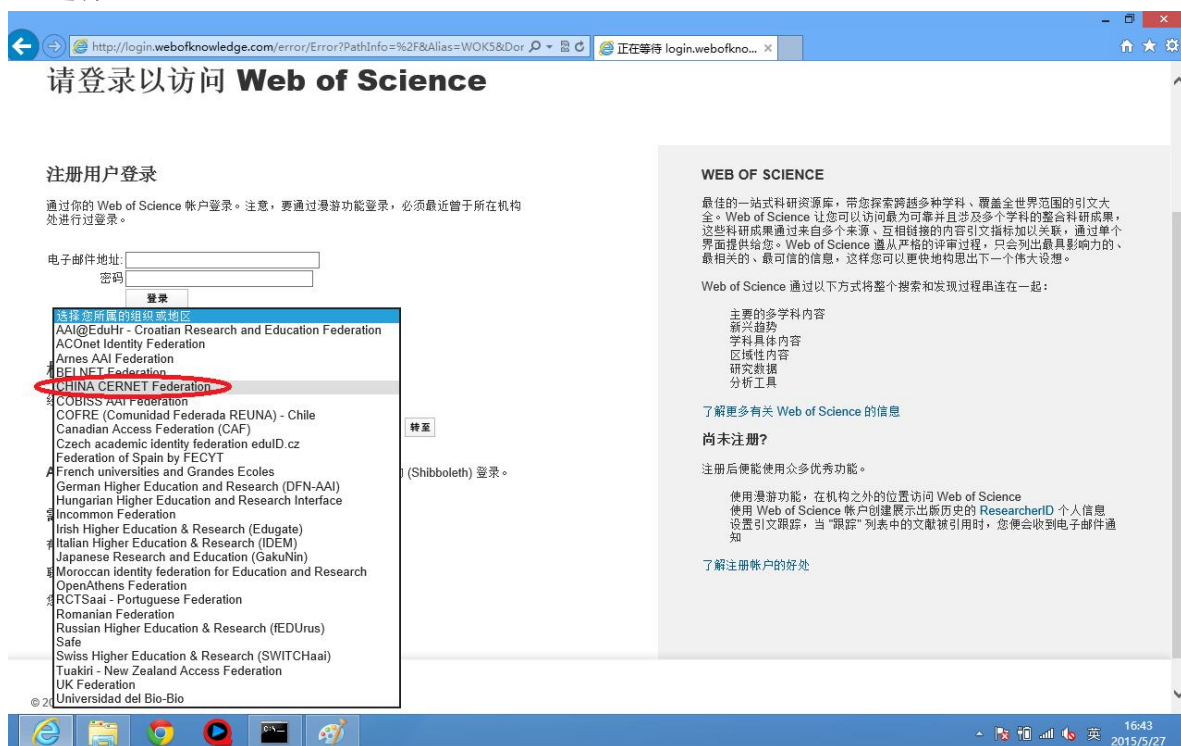 http://login.webofknowledge.com/error/Error?PathInfo=%2F&Alias=WOK5&Dor
正在等待 login.webofkno...
请登录以访问 Web of Science
注册用户登录
通过你的 Web of Science 帐户登录。注意，要通过漫游功能登录，必须最近曾于所在机构
处进行过登录。
电子邮件地址:
密码
登录
选择您所属的组织或地区
AAI@EduHr - Croatian Research and Education Federation
ACOnet Identity Federation
Arnes AAI Federation
BELNET Federation
CHINA CERNET Federation
COBISS AAI Federation
COFRE (Comunidad Federada REUNA) - Chile
Canadian Access Federation (CAF)
Czech academic identity federation eduID.cz
Federation of Spain by FECYT
French universities and Grandes Ecoles
German Higher Education and Research (DFN-AAI)
Hungarian Higher Education and Research Interface
Incommon Federation
Irish Higher Education & Research (Edugate)
Italian Higher Education & Research (IDEM)
Japanese Research and Education (GakuNin)
Moroccan identity federation for Education and Research
OpenAthens Federation
RCTSaai - Portuguese Federation
Romanian Federation
Russian Higher Education & Research (fEDUrus)
Safe
Swiss Higher Education & Research (SWITCHaai)
Tuakiri - New Zealand Access Federation
UK Federation
Universidad del Bio-Bio
转至
(Shibboleth) 登录。
© 20
WEB OF SCIENCE
最佳的一站式科研资源库，带您探索跨越多种学科、覆盖全世界范围的引文大
全。Web of Science 让您可以访问最为可靠并且涉及多个学科的整合科研成果，
这些科研成果通过来自多个来源、互相链接的内容引文指标加以关联，通过单个
界面提供给您。Web of Science 遵从严格的评审过程，只会列出最具影响力的、
最相关的、最可信的信息，这样您可以更快地构思出下一个伟大设想。
Web of Science 通过以下方式将整个搜索和发现过程串连在一起：
主要的多学科内容
新兴趋势
学科具体内容
区域性内容
研究数据
分析工具
了解更多有关 Web of Science 的信息
尚未注册?
注册后便能使用众多优秀功能。
使用漫游功能，在机构之外的位置访问 Web of Science
使用 Web of Science 帐户创建展示出版历史的 ResearcherID 个人信息
设置引文跟踪，当 "跟踪" 列表中的文献被引用时，您便会收到电子邮件通
知
了解注册帐户的好处
英
16:43
2015/5/27